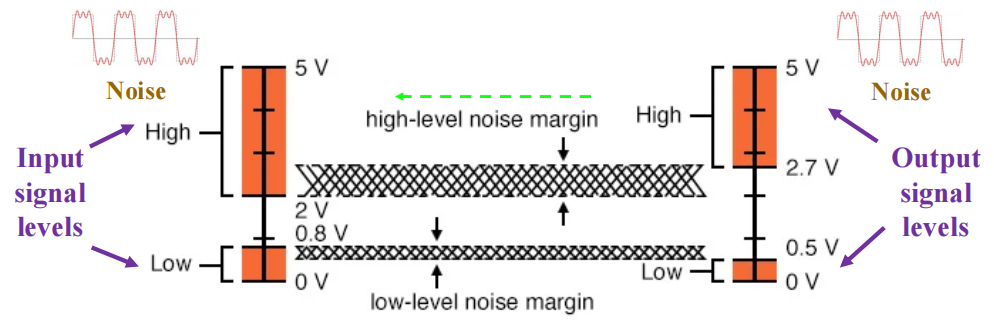 Noise
Noise
5 V
5 V
high-level noise margin
High
High
Input
signal
levels
Output
signal
levels
2.7 V
2 V
0.8 V
0.5 V
Low
Low
0 V
0 V
low-level noise margin